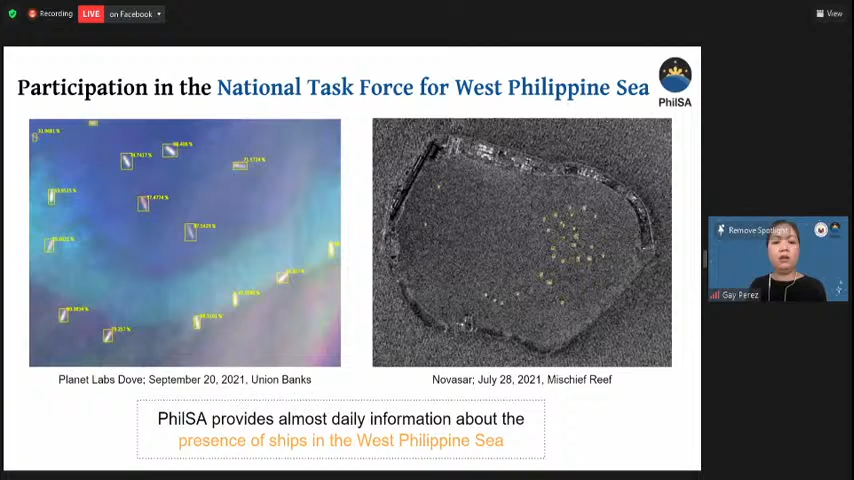 Recording
LIVE on Facebook
View
Participation in the National Task Force for West Philippine Sea
PhilSA
Remove Spotlight
Gay Perez
Planet Labs Dove; September 20, 2021, Union Banks
Novasar; July 28, 2021, Mischief Reef
PhilSA provides almost daily information about the
presence of ships in the West Philippine Sea